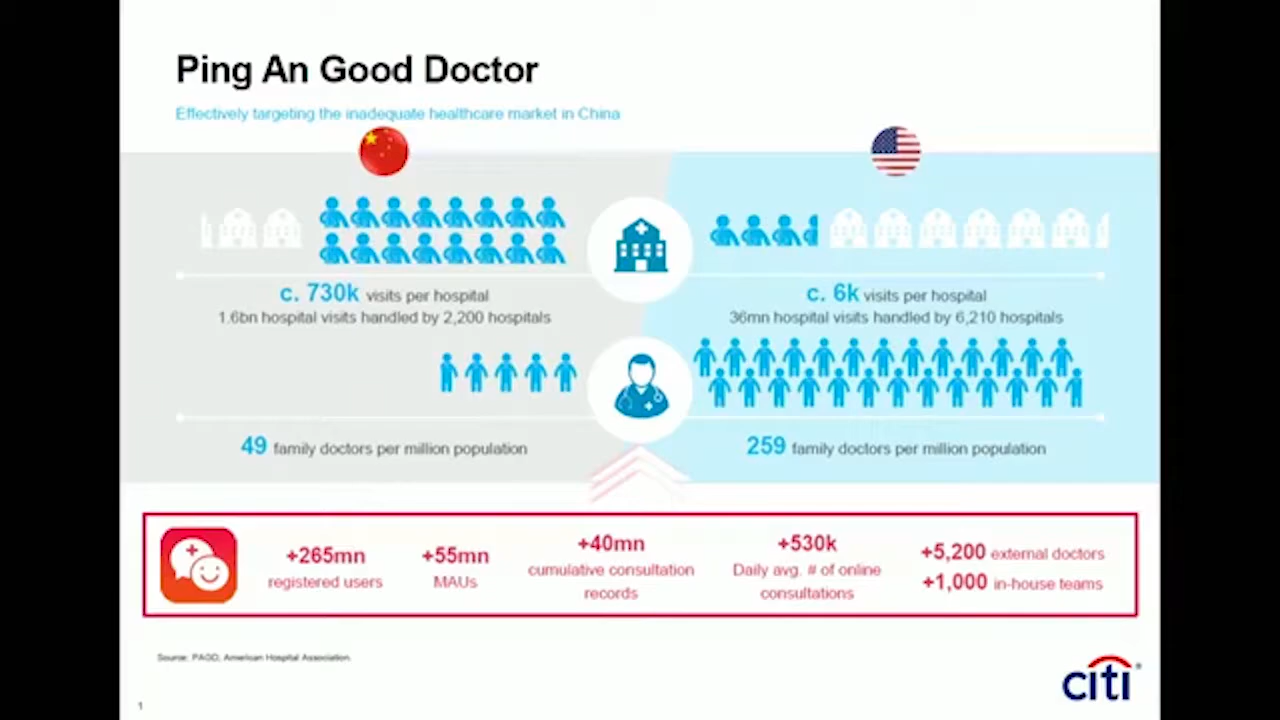 Ping An Good Doctor
Effectively targeting the inadequate healthcare market in China
c. 730k visits per hospital
1.6bn hospital visits handled by 2,200 hospitals
c. 6k visits per hospital
36mn hospital visits handled by 6,210 hospitals
49 family doctors per million population
259 family doctors per million population
+265mn
registered users
+55mn
MAUs
+40mn
cumulative consultation
records
+530k
Daily avg. # of online
consultations
+5,200 external doctors
+1,000 in-house teams
Source: PAGD, American Hospital Association.
citi®
1